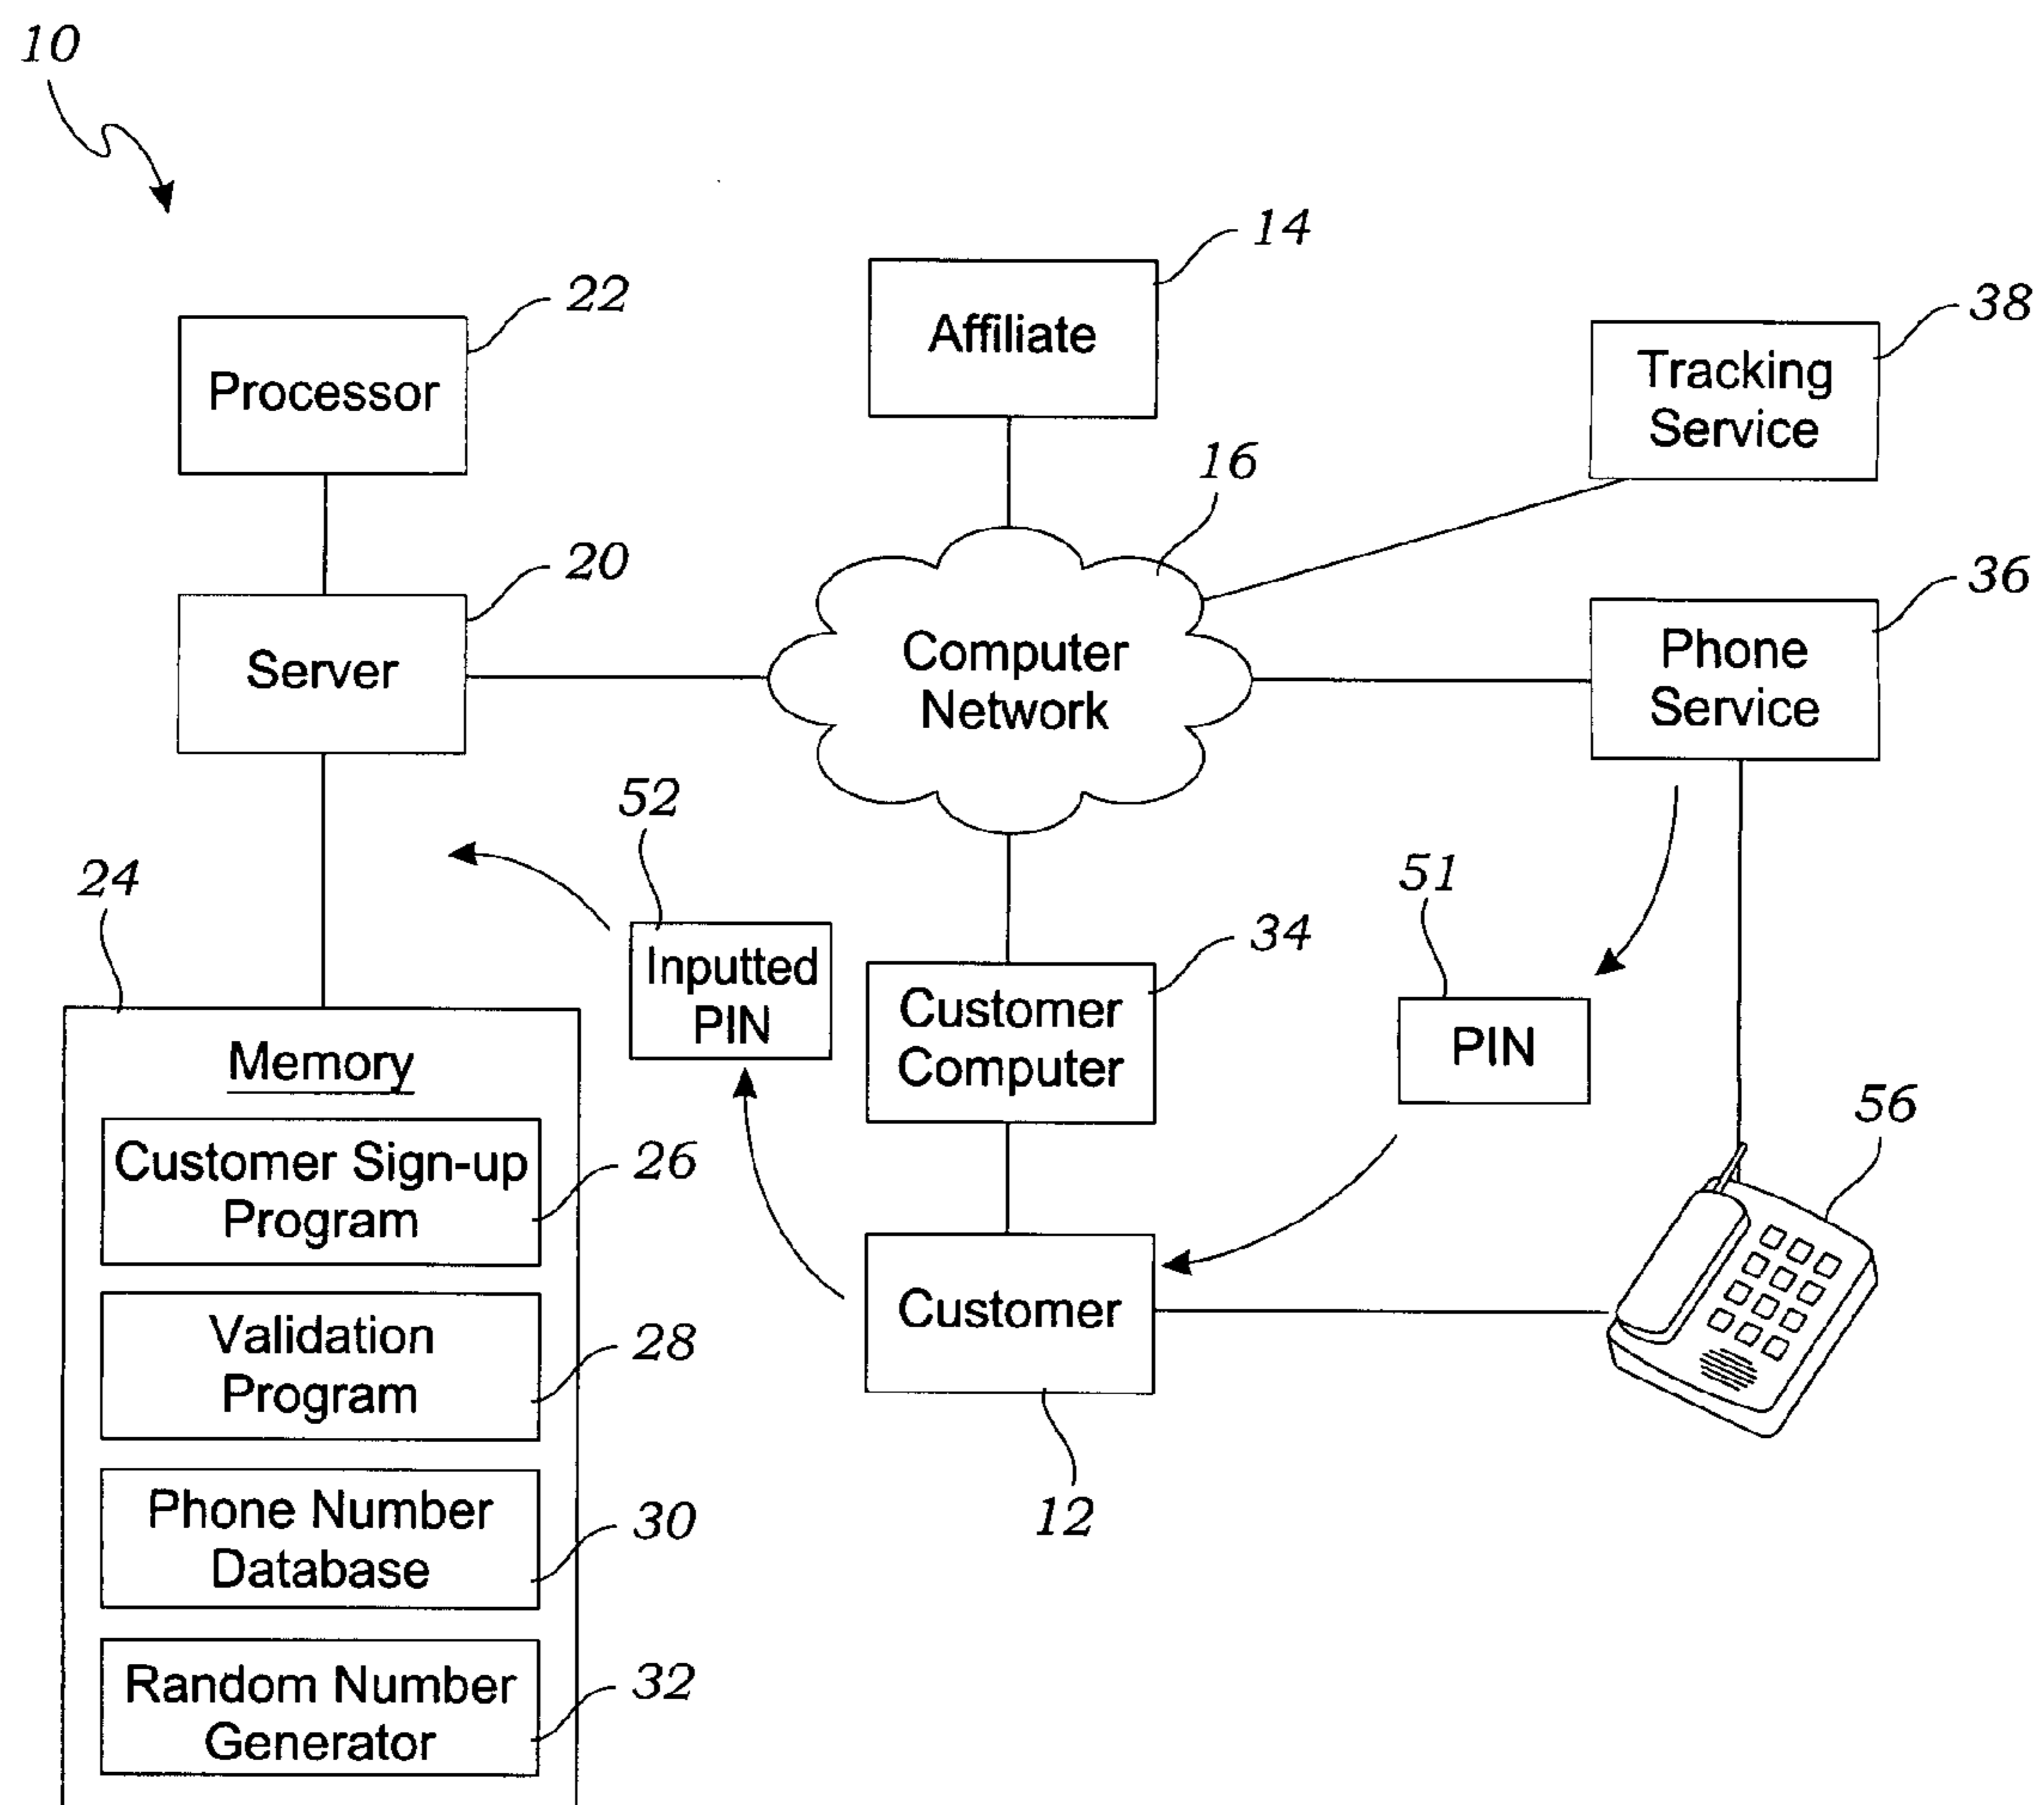 10
14
22
38
Affiliate
Tracking
Service
Processor
16
20
36
Computer
Network
Phone
Service
Server
52
24
51
34
Inputted
PIN
Customer
Computer
PIN
Memory
56
Customer Sign-up
Program
26
Customer
Validation
Program
28
12
Phone Number
Database
30
Random Number
Generator
32